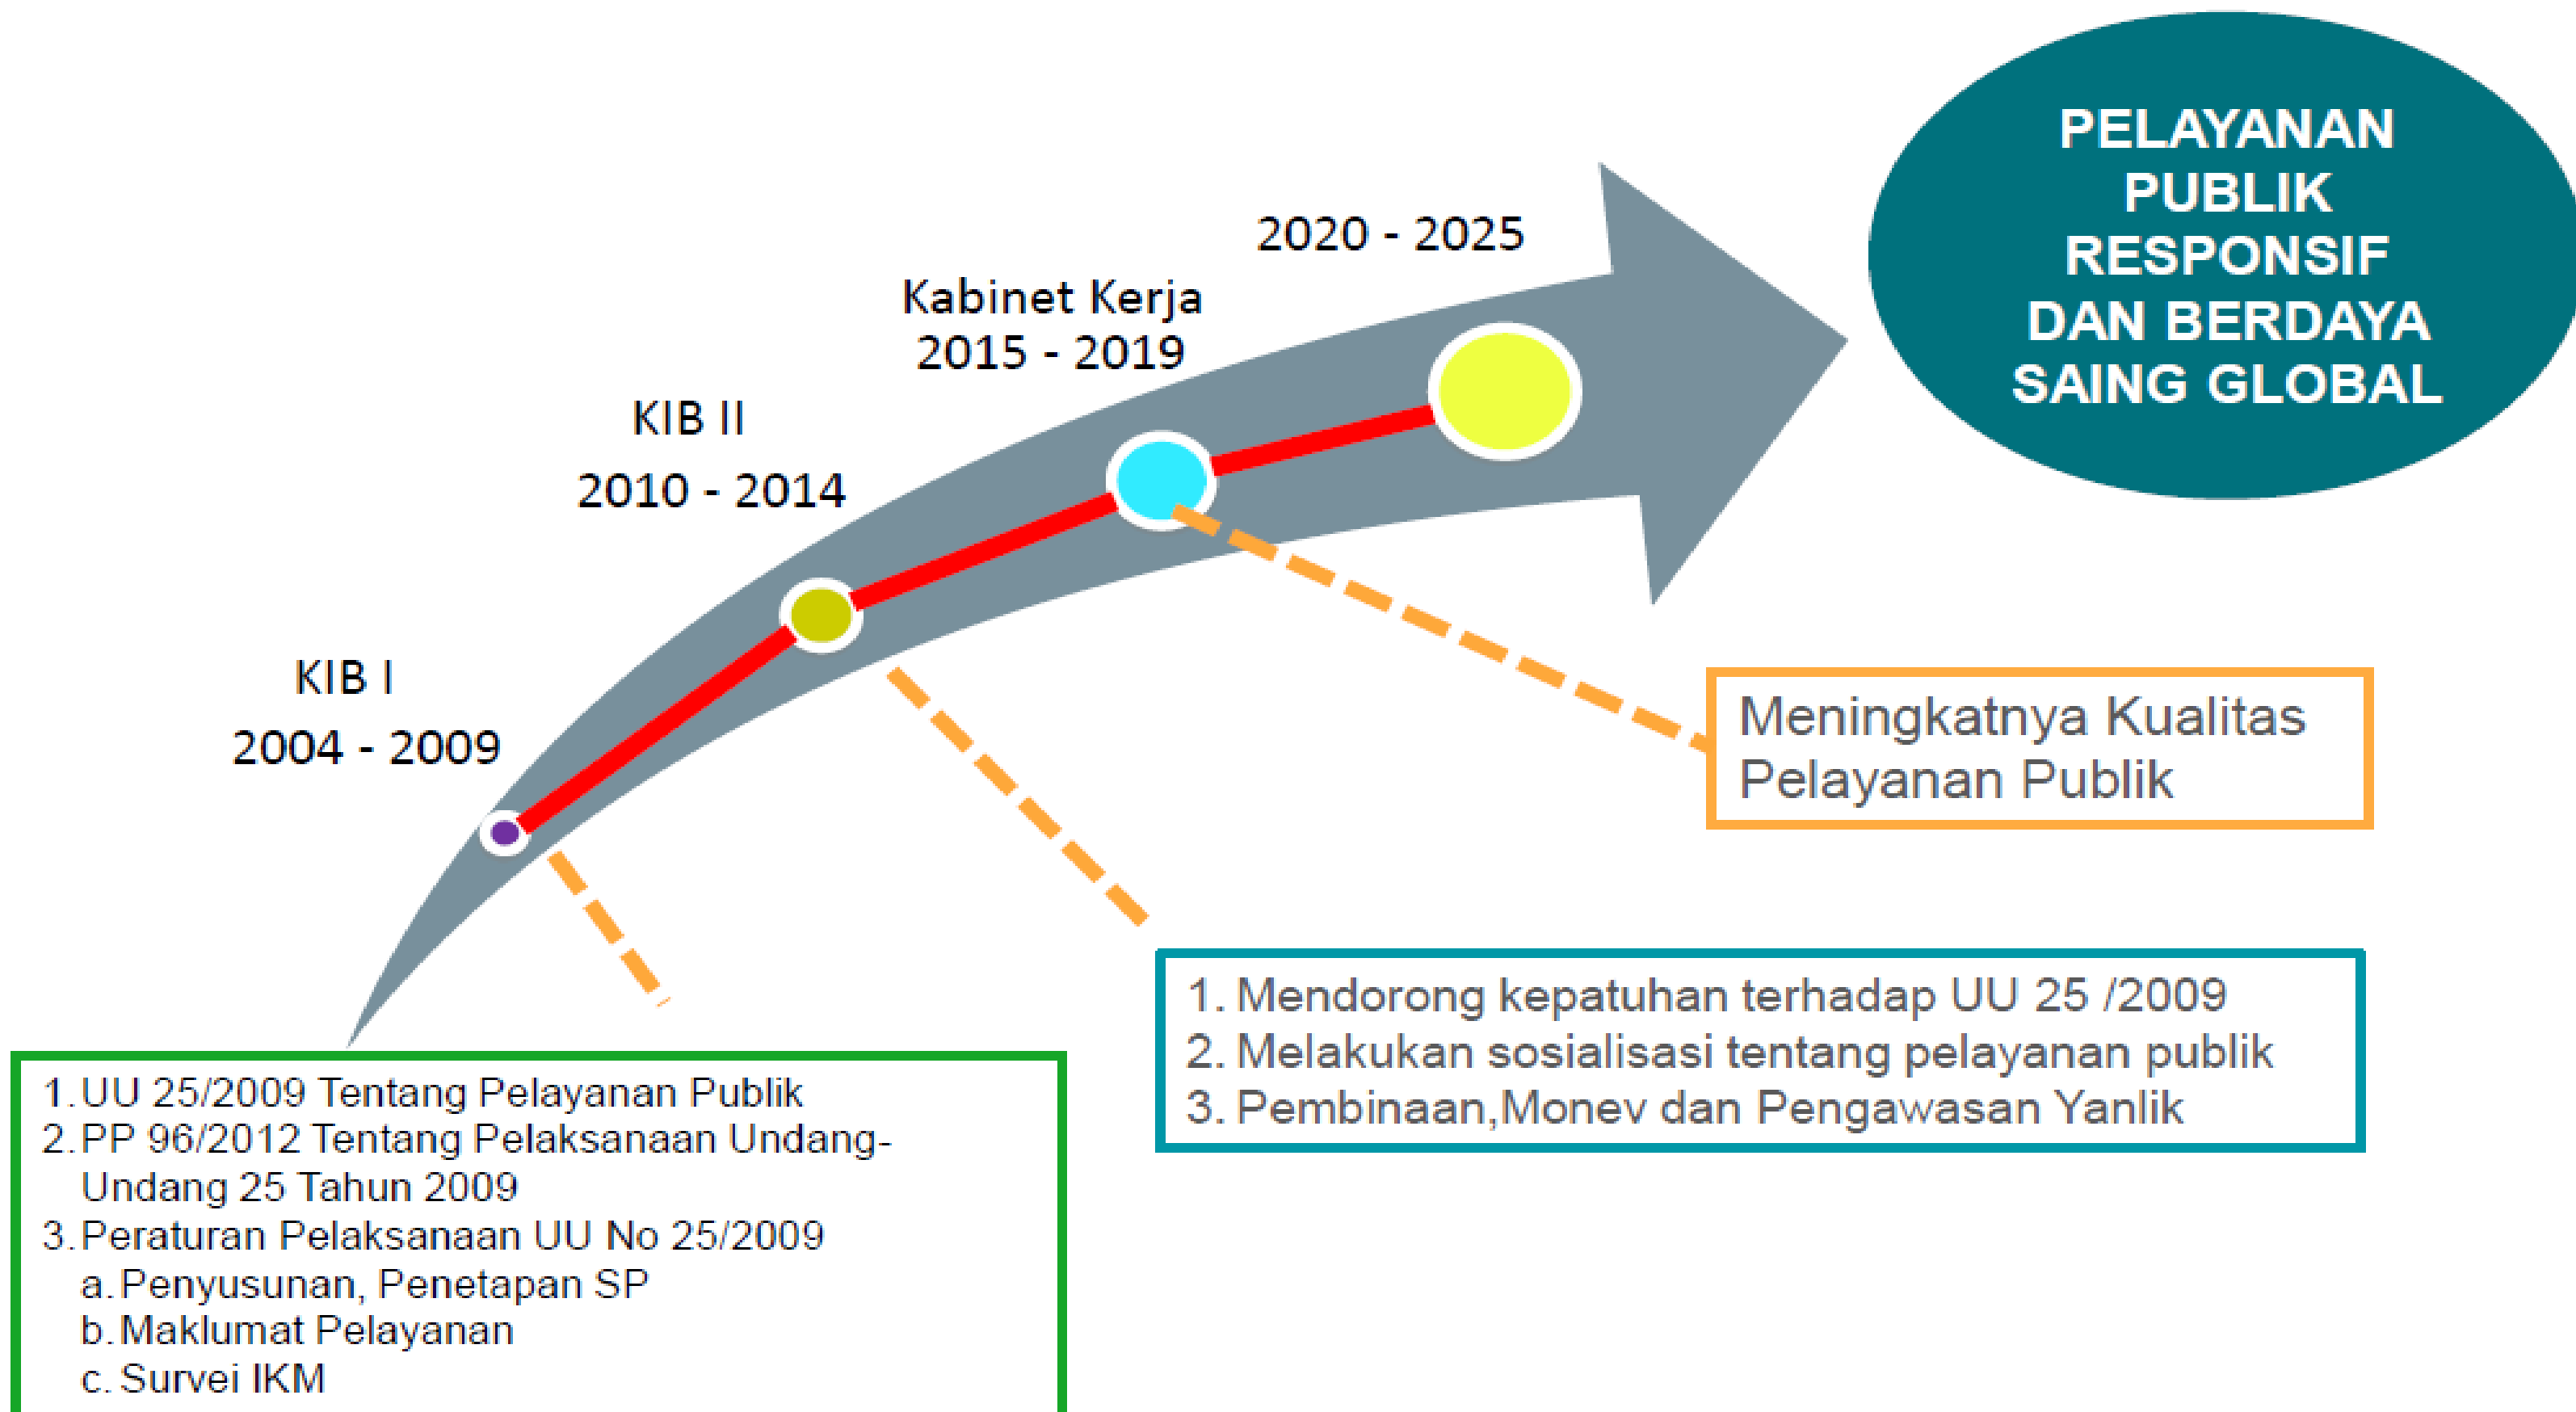 PELAYANAN
PUBLIK
RESPONSIF
DAN BERDAYA
SAING GLOBAL
2020 - 2025
Kabinet Kerja
2015 - 2019
KIB II
2010 - 2014
KIB I
2004 - 2009
Meningkatnya Kualitas
Pelayanan Publik
1. Mendorong kepatuhan terhadap UU 25 /2009
2. Melakukan sosialisasi tentang pelayanan publik
3. Pembinaan,Monev dan Pengawasan Yanlik
1. UU 25/2009 Tentang Pelayanan Publik
2. PP 96/2012 Tentang Pelaksanaan Undang-
Undang 25 Tahun 2009
3. Peraturan Pelaksanaan UU No 25/2009
a. Penyusunan, Penetapan SP
b. Maklumat Pelayanan
c. Survei IKM